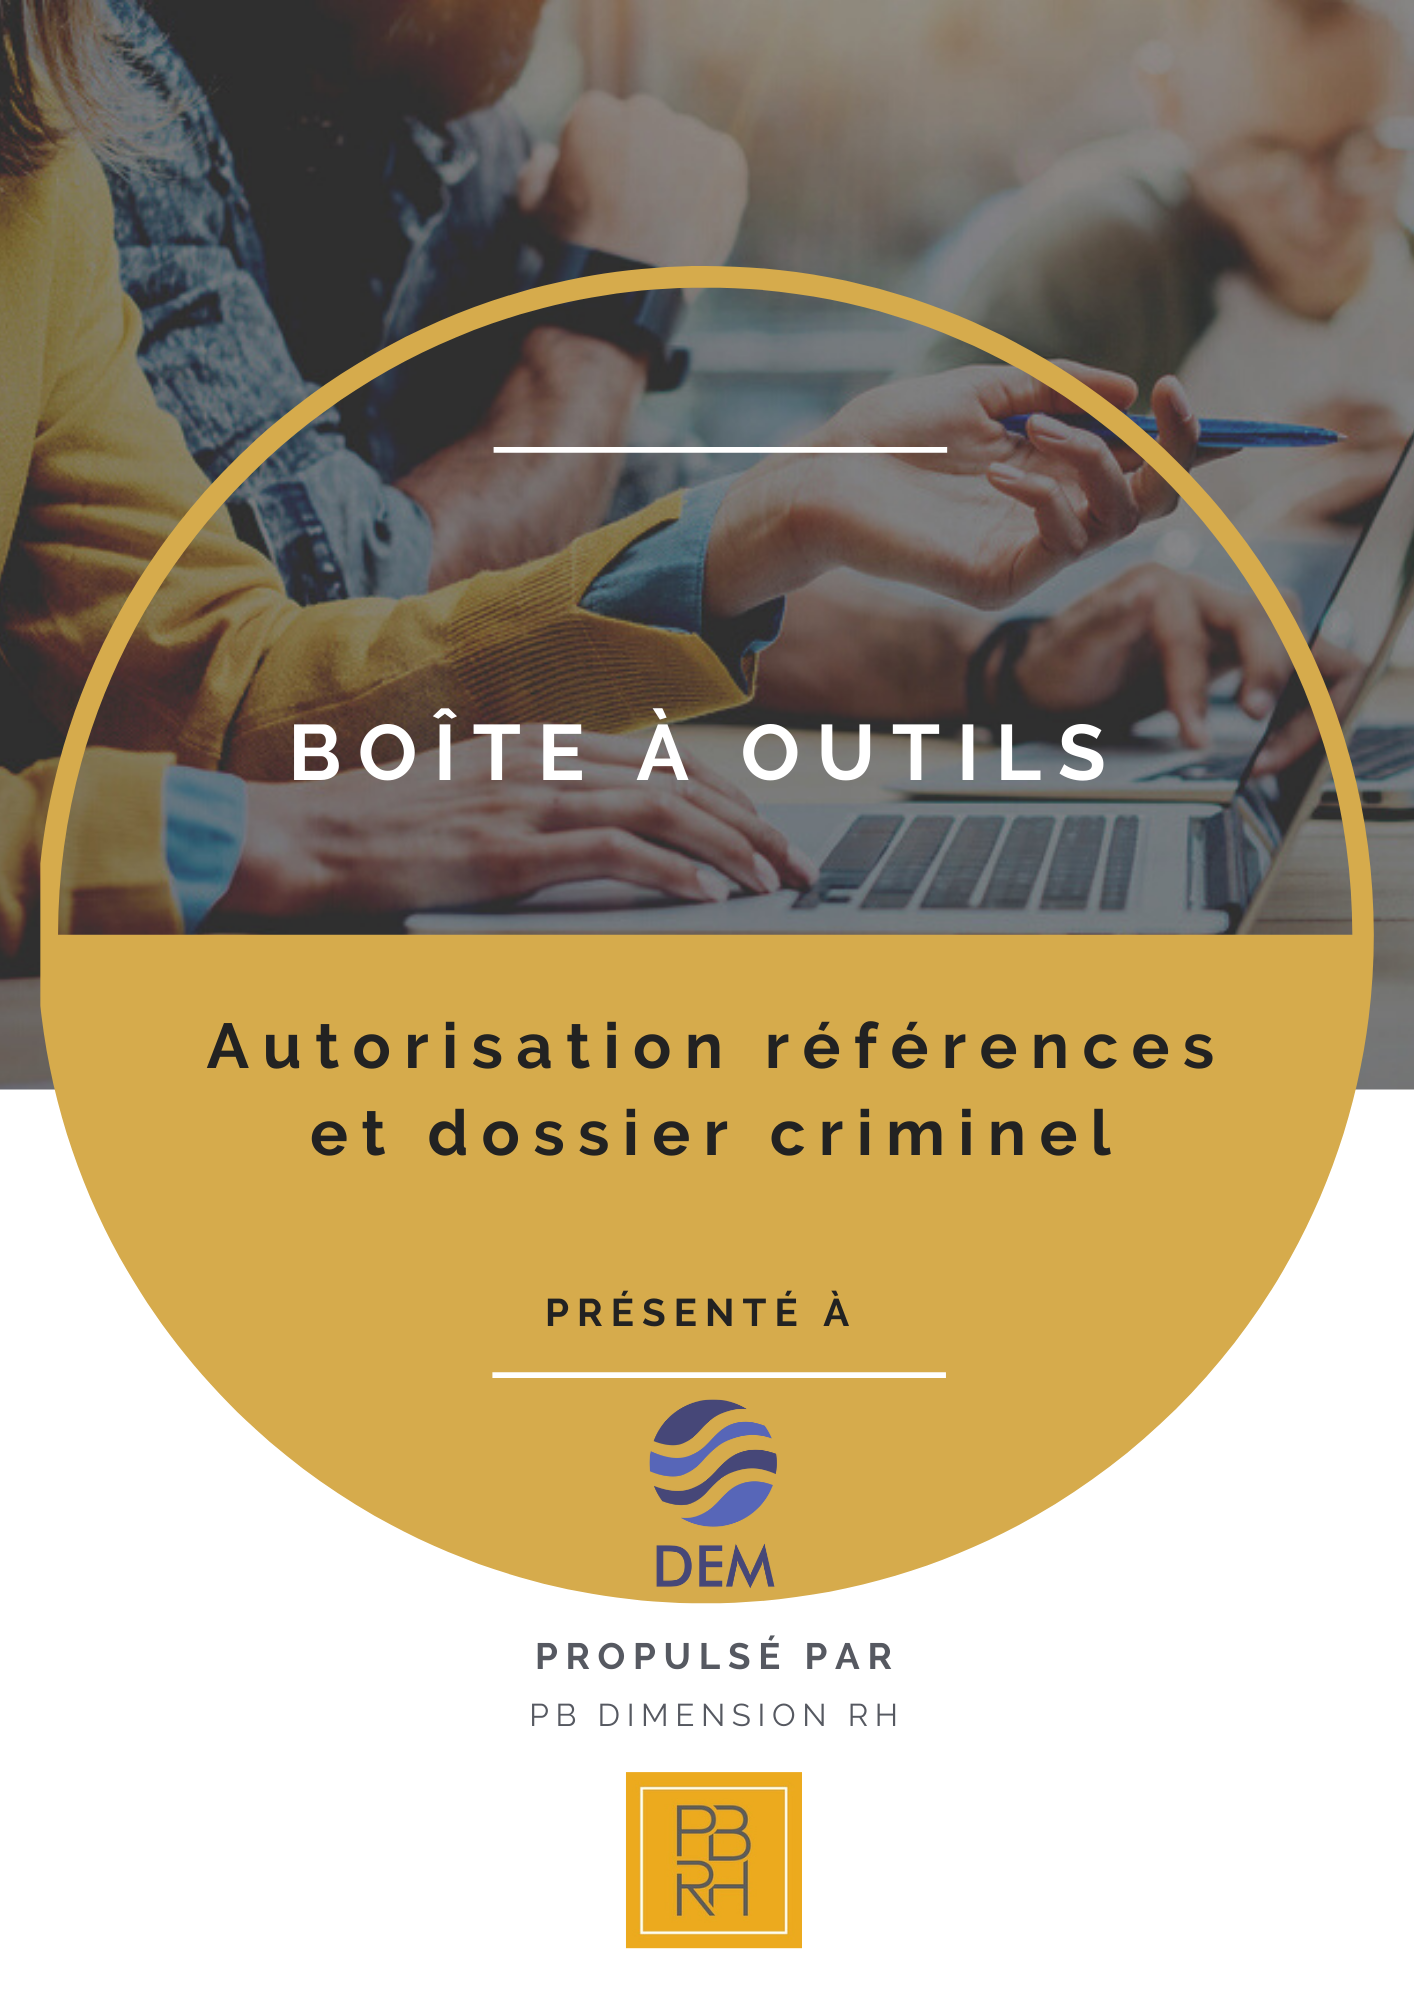 BOÎTE À OUTILS
Autorisation références
et dossier criminel
PRÉSENTÉ À
DEM
PROPULSÉ PAR
PB DIMENSION RH
PB
RH